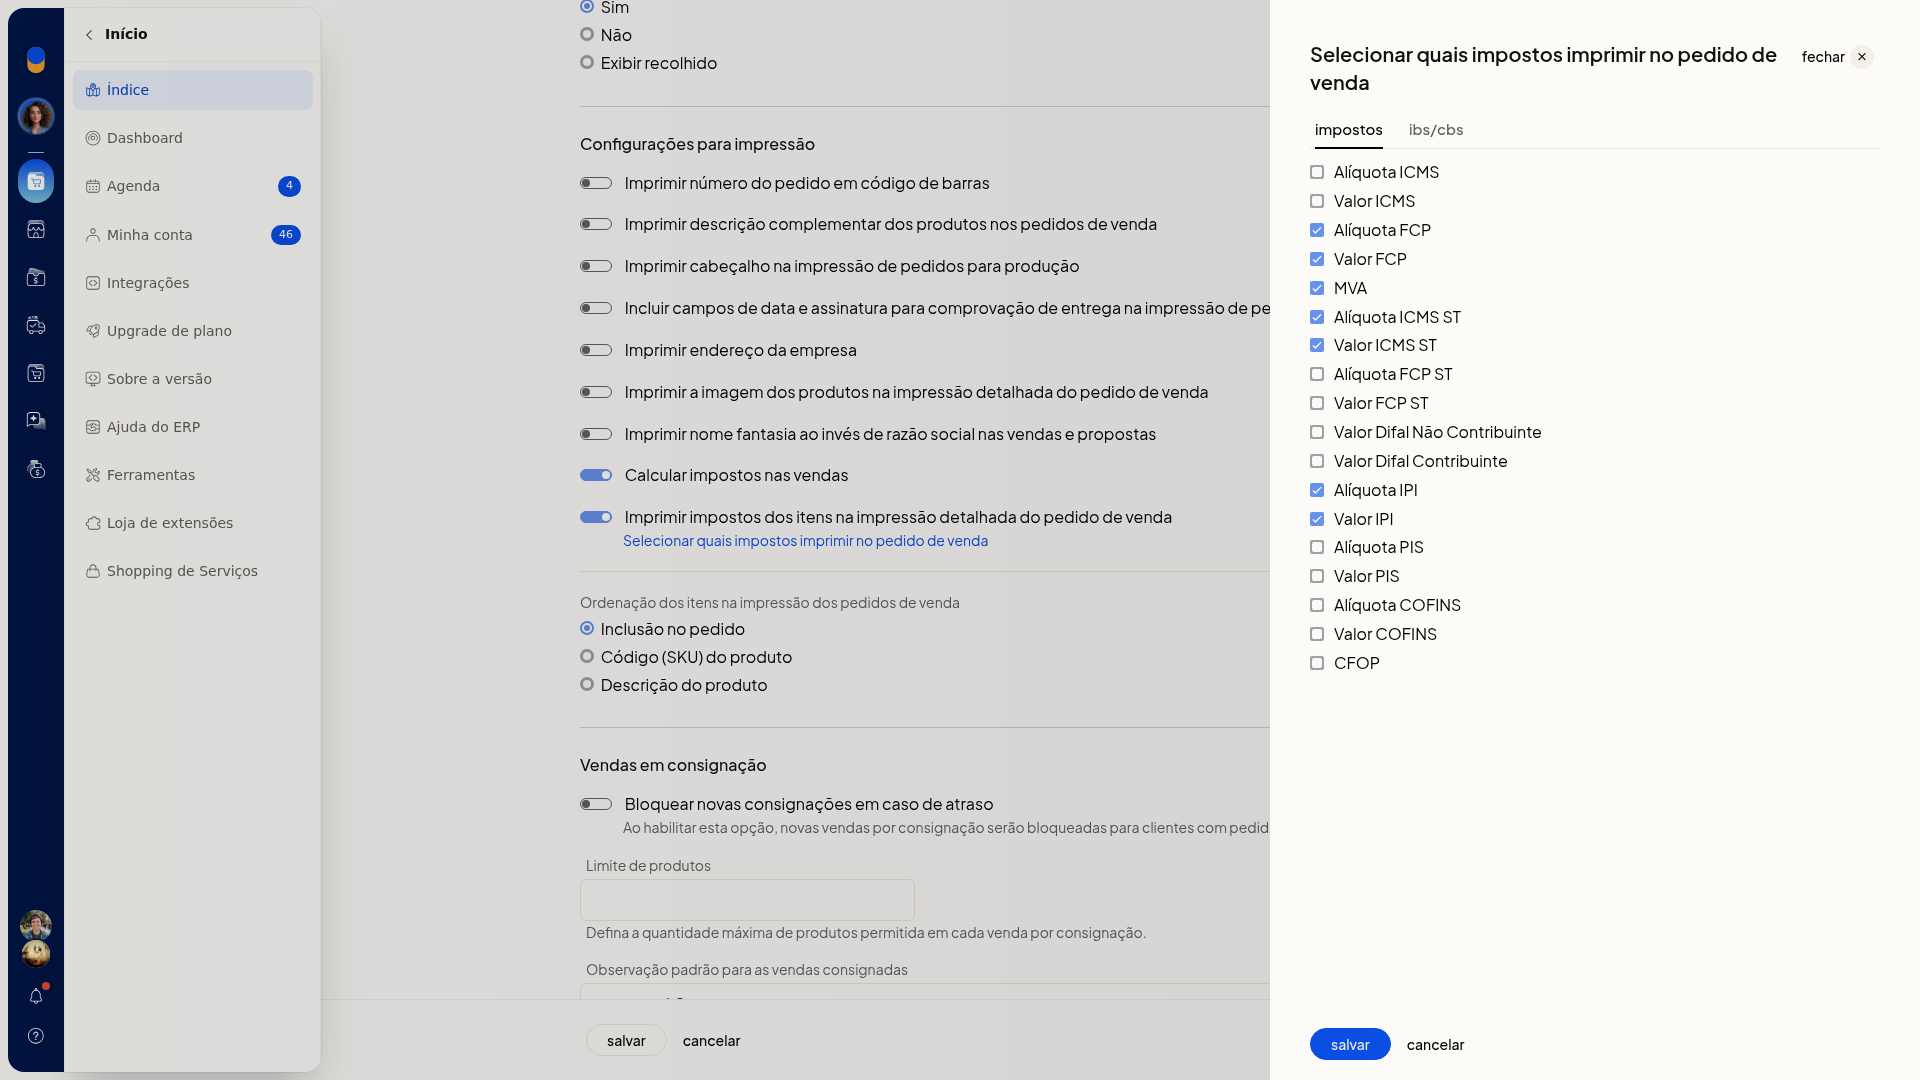 Início
Índice
Dashboard
Agenda 4
Minha conta 46
Integrações
Upgrade de plano
Sobre a versão
Ajuda do ERP
Ferramentas
Loja de extensões
Shopping de Serviços
Sim
Não
Exibir recolhido
Configurações para impressão
Imprimir número do pedido em código de barras
Imprimir descrição complementar dos produtos nos pedidos de venda
Imprimir cabeçalho na impressão de pedidos para produção
Incluir campos de data e assinatura para comprovação de entrega na impressão de pe
Imprimir endereço da empresa
Imprimir a imagem dos produtos na impressão detalhada do pedido de venda
Imprimir nome fantasia ao invés de razão social nas vendas e propostas
Calcular impostos nas vendas
Imprimir impostos dos itens na impressão detalhada do pedido de venda
Selecionar quais impostos imprimir no pedido de venda
Ordenação dos itens na impressão dos pedidos de venda
Inclusão no pedido
Código (SKU) do produto
Descrição do produto
Vendas em consignação
Bloquear novas consignações em caso de atraso
Ao habilitar esta opção, novas vendas por consignação serão bloqueadas para clientes com pedid
Limite de produtos
Defina a quantidade máxima de produtos permitida em cada venda por consignação.
Observação padrão para as vendas consignadas
salvar cancelar
Selecionar quais impostos imprimir no pedido de
venda
fechar
impostos ibs/cbs
Alíquota ICMS
Valor ICMS
Alíquota FCP
Valor FCP
MVA
Alíquota ICMS ST
Valor ICMS ST
Alíquota FCP ST
Valor FCP ST
Valor Difal Não Contribuinte
Valor Difal Contribuinte
Alíquota IPI
Valor IPI
Alíquota PIS
Valor PIS
Alíquota COFINS
Valor COFINS
CFOP
salvar cancelar